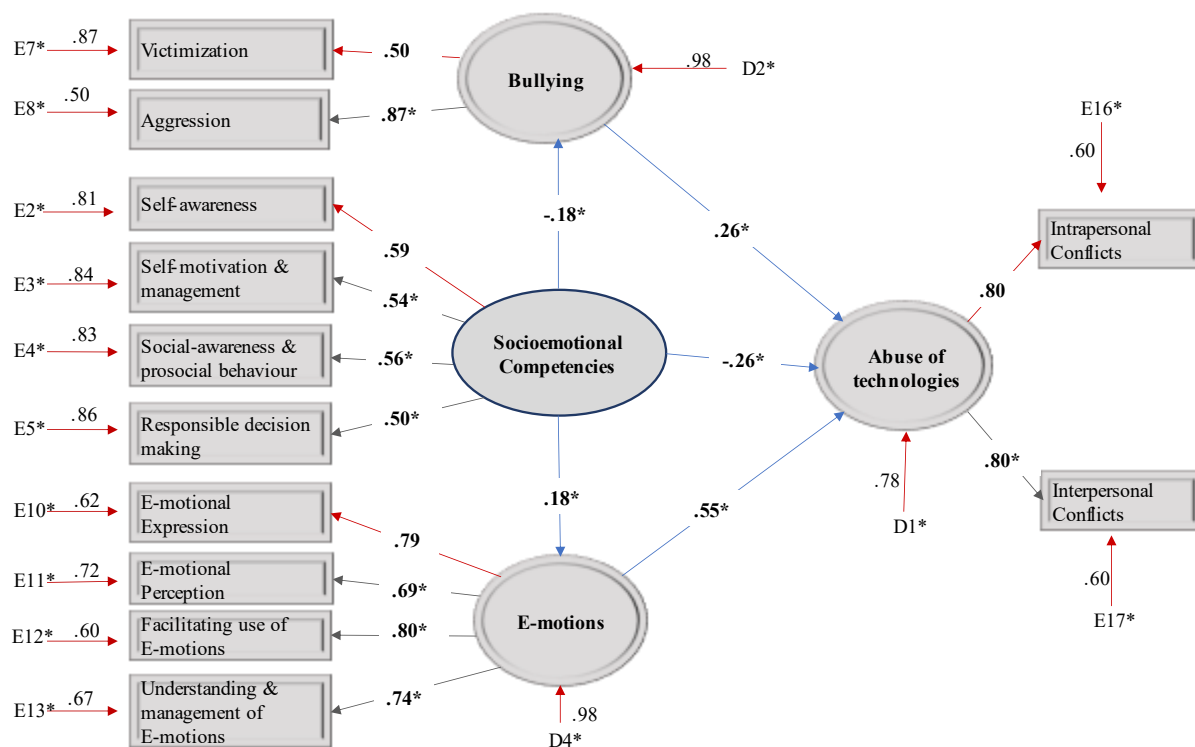 E7*
.87
Victimization
.50
Bullying
.98
D2*
E8*
.50
Aggression
.87*
E16*
.60
E2*
.81
Self-awareness
-.18*
.26*
Intrapersonal
Conflicts
.59
E3*
.84
Self-motivation &
management
.54*
.80
E4*
.83
Social-awareness &
prosocial behaviour
.56*
Socioemotional
Competencies
-.26*
Abuse of
technologies
E5*
.86
Responsible decision
making
.50*
.80*
E10*
.62
E-motional
Expression
.18*
.55*
.78
D1*
Interpersonal
Conflicts
.79
E11*
.72
E-motional
Perception
.69*
.60
E17*
E12*
.60
Facilitating use of
E-motions
.80*
E-motions
E13*
.67
Understanding &
management of
E-motions
.74*
.98
D4*